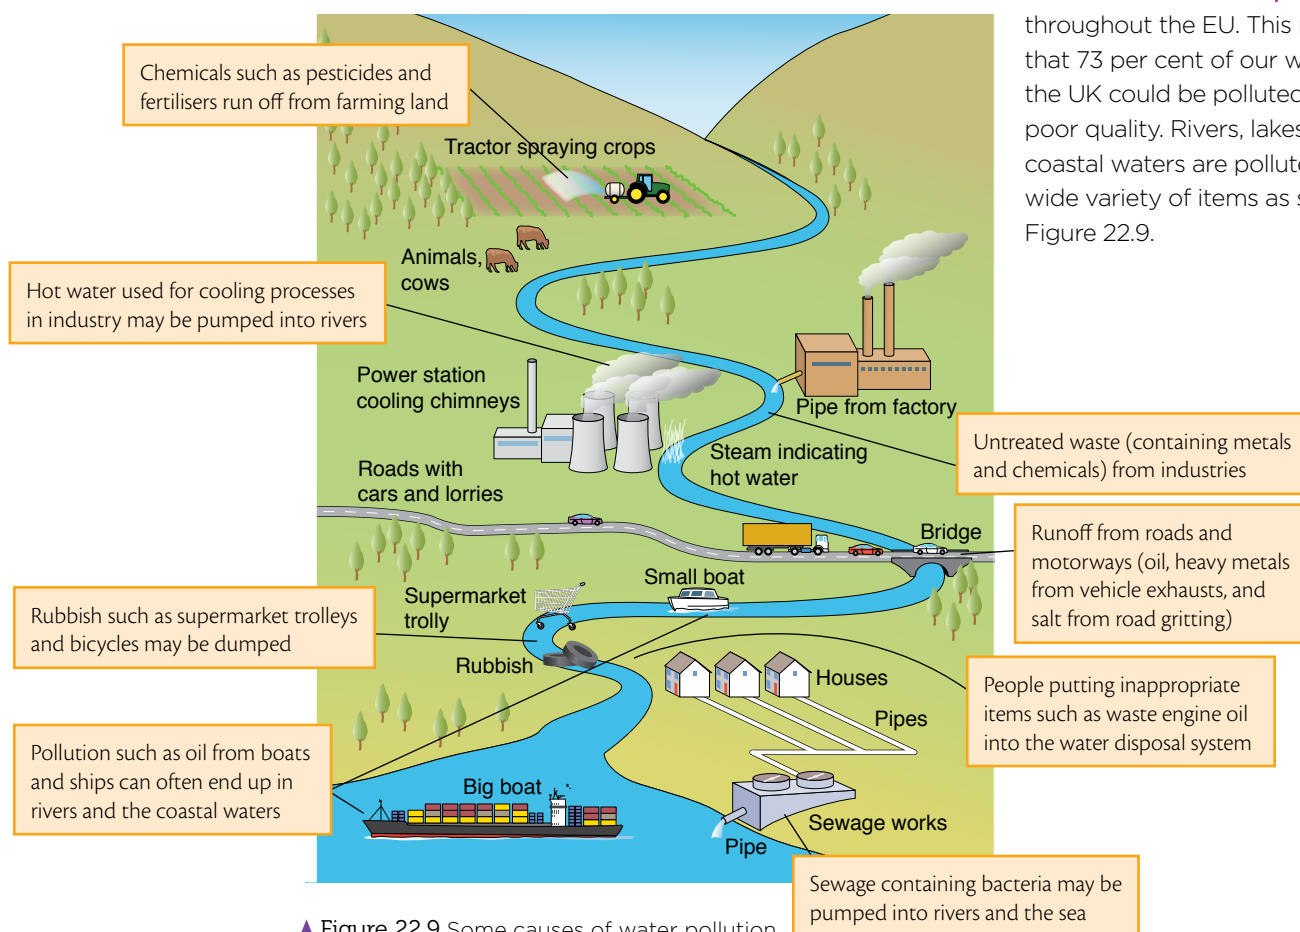 throughout the EU. This
that 73 per cent of our
the UK could be polluted
poor quality. Rivers, lakes
coastal waters are
wide variety of items as
Figure 22.9.
Chemicals such as pesticides and
fertilisers run off from farming land
Tractor spraying crops
Animals,
cows
Hot water used for cooling processes
in industry may be pumped into rivers
Power station
cooling chimneys
Pipe from factory
Untreated waste (containing metals
and chemicals) from industries
Steam indicating
hot water
Roads with
cars and lorries
Bridge
Runoff from roads and
motorways (oil, heavy metals
from vehicle exhausts, and
salt from road gritting)
Small boat
Supermarket
trolly
Rubbish such as supermarket trolleys
and bicycles may be dumped
Rubbish
Houses
Pipes
People putting inappropriate
items such as waste engine oil
into the water disposal system
Pollution such as oil from boats
and ships can often end up in
rivers and the coastal waters
Big boat
Sewage works
Pipe
Sewage containing bacteria may be
pumped into rivers and the sea
Figure 22.9 Some causes of water pollution